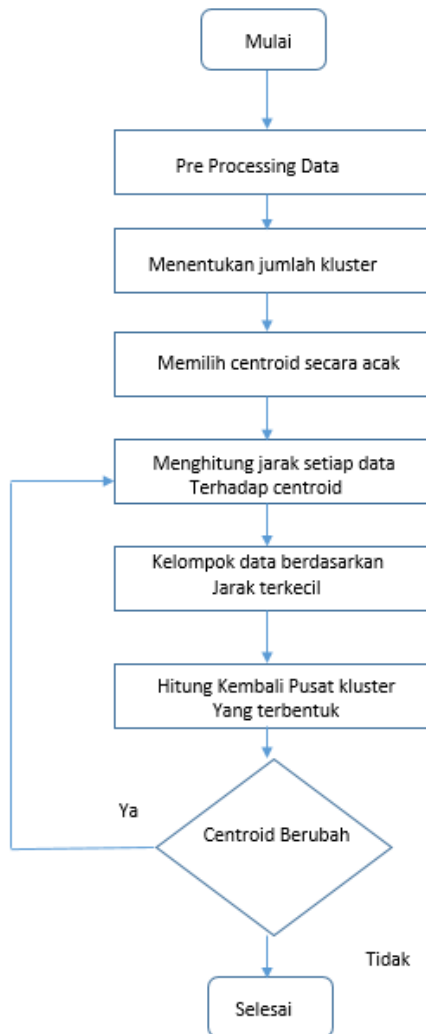 Mulai
Pre Processing Data
Menentukan jumlah kluster
Memilih centroid secara acak
Menghitung jarak setiap data
Terhadap centroid
Kelompok data berdasarkan
Jarak terkecil
Hitung Kembali Pusat kluster
Yang terbentuk
Ya
Centroid Berubah
Tidak
Selesai